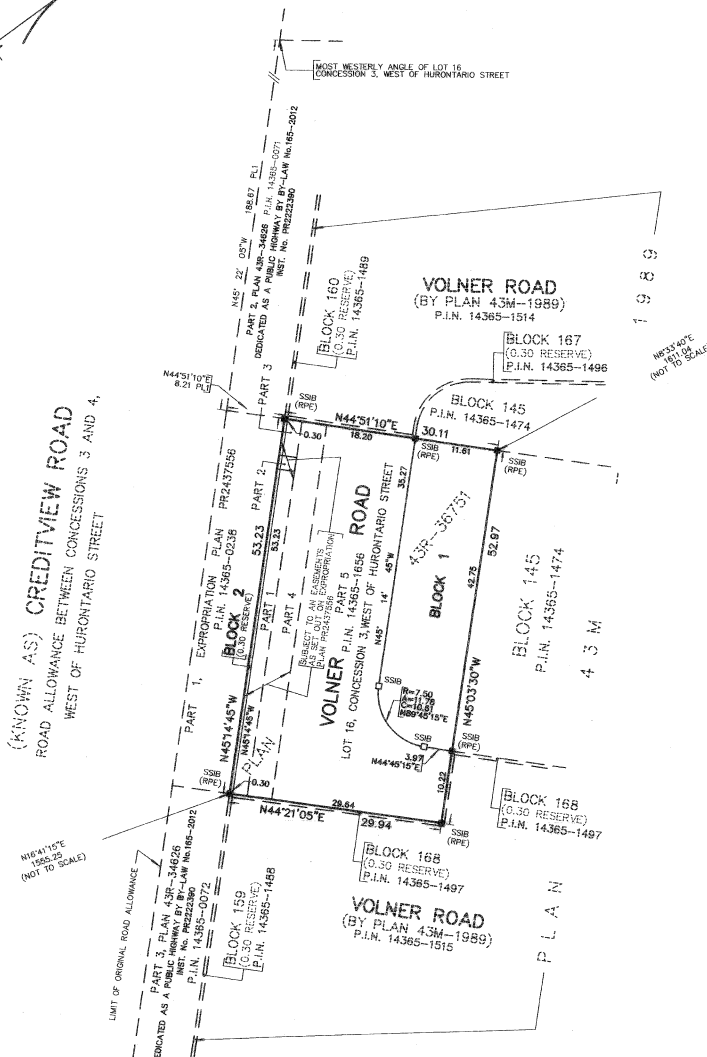 MOST WESTERLY ANGLE OF LOT 16
CONCESSION 3, WEST OF HURONTARIO STREET
N45° 22' 05"W 188.67 PL1
PART 2, PLAN 43R-34626 P.I.N. 14365-0071
DEDICATED AS A PUBLIC HIGHWAY BY BY-LAW No.165-2012
INST. No. PR2222390
BLOCK 160
(0.30 RESERVE)
P.I.N. 14365-1489
VOLNER ROAD
(BY PLAN 43M-1989)
P.I.N. 14365-1514
1989
BLOCK 167
(0.30 RESERVE)
P.I.N. 14365-1496
N8°33'40"E
1611.04
(NOT TO SCALE)
BLOCK 145
P.I.N. 14365-1474
N44°51'10"E
8.21 PL1
PART 3
SSIB
(RPE)
N44°51'10"E
30.11
0.30
18.20
11.61
SSIB
(RPE)
SSIB
(RPE)
(KNOWN AS) CREDITVIEW ROAD
ROAD ALLOWANCE BETWEEN CONCESSIONS 3 AND 4,
WEST OF HURONTARIO STREET
PART 1, EXPROPRIATION PLAN PR2437556
P.I.N. 14365-0238
BLOCK 2
(0.30 RESERVE)
N45°14'45"W
53.23
N45°14'45"W
53.23
PART 1
PART 2
PART 4
PLAN
SUBJECT TO AN EASEMENTS
AS SET OUT ON EXPROPRIATION
PLAN PR2437556
VOLNER ROAD
PART 5
P.I.N. 14365-1656
LOT 16, CONCESSION 3, WEST OF HURONTARIO STREET
N45° 14' 45"W
35.27
43R-36751
BLOCK 1
42.75
52.97
N45°03'30"W
BLOCK 145
P.I.N. 14365-1474
43M
SSIB
R=7.50
A=11.76
C=10.59
N89°45'15"E
SSIB
3.97
N44°45'15"E
SSIB
(RPE)
10.22
SSIB
(RPE)
0.30
29.64
N44°21'05"E
29.94
SSIB
(RPE)
BLOCK 168
(0.30 RESERVE)
P.I.N. 14365-1497
BLOCK 168
(0.30 RESERVE)
P.I.N. 14365-1497
N16°41'15"E
1555.25
(NOT TO SCALE)
LIMIT OF ORIGINAL ROAD ALLOWANCE
PART 3, PLAN 43R-34626
EDICATED AS A PUBLIC HIGHWAY BY BY-LAW No.165-2012
INST. No. PR2222390
P.I.N. 14365-0072
BLOCK 159
(0.30 RESERVE)
P.I.N. 14365-1488
VOLNER ROAD
(BY PLAN 43M-1989)
P.I.N. 14365-1515
PLAN